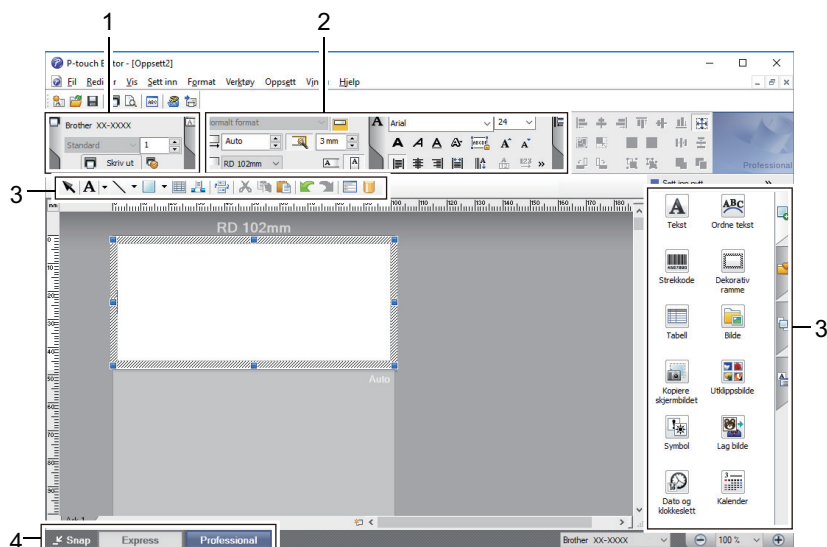 1
2
P-touch Editor - [Oppsett2]
Fil Rediger Vis Sett inn Format Verktøy Oppsett Vindu Hjelp
Brother XX-XXXX
Standard 1
Skriv ut
format
Auto
3 mm
RD 102mm
A Arial 24
Professional
3
Sett inn nytt
RD 102mm
Auto
Tekst
Ordne tekst
Strekkode
Dekorativ
ramme
Tabell
Bilde
Kopiere
skjermbildet
Utklippsbilde
Symbol
Lag bilde
Dato og
klokkeslett
Kalender
3
4
Snap Express Professional
Brother XX-XXXX 100 %